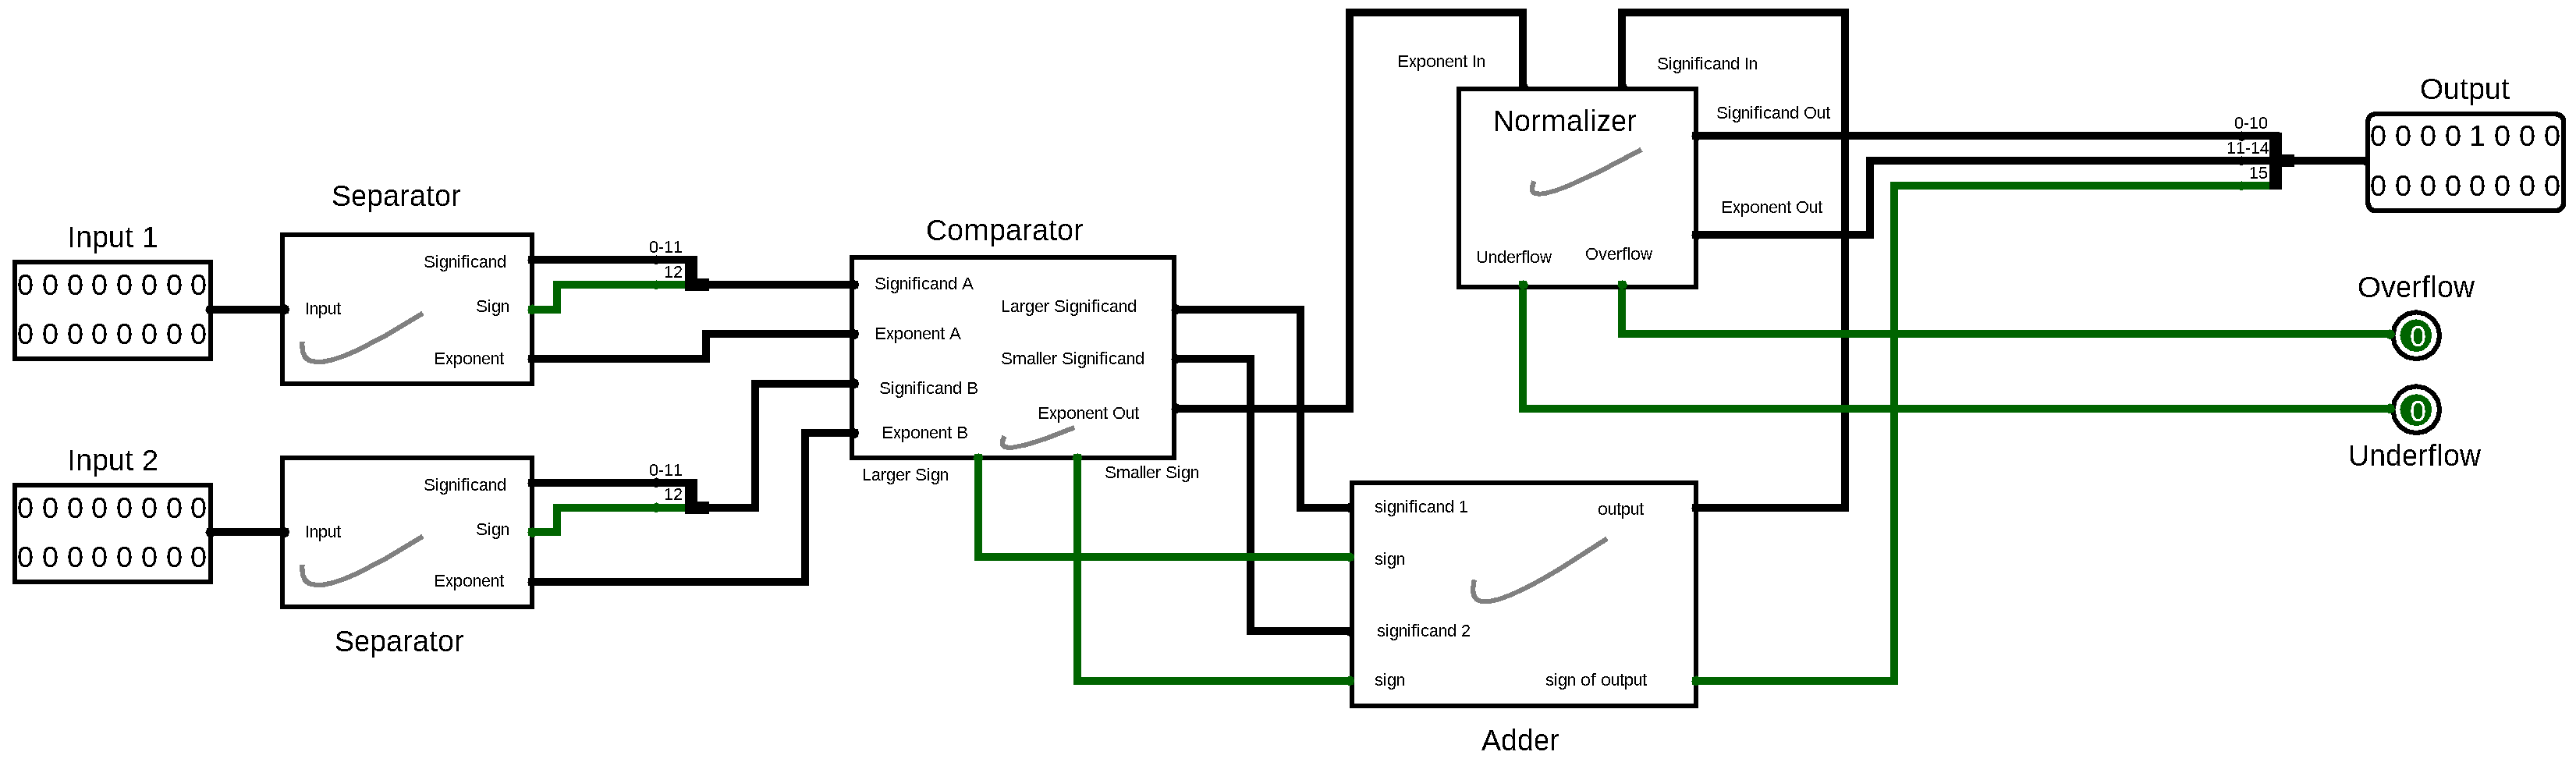 Input 1
0 0 0 0 0 0 0 0
0 0 0 0 0 0 0 0
Separator
Input
Significand
Sign
Exponent
0-11
12
Input 2
0 0 0 0 0 0 0 0
0 0 0 0 0 0 0 0
Input
Significand
Sign
Exponent
Separator
0-11
12
Comparator
Significand A
Exponent A
Significand B
Exponent B
Larger Significand
Smaller Significand
Exponent Out
Larger Sign
Smaller Sign
Exponent In
Significand In
Normalizer
Significand Out
Exponent Out
Underflow
Overflow
significand 1
sign
significand 2
sign
output
sign of output
Adder
0-10
11-14
15
Output
0 0 0 0 1 0 0 0
0 0 0 0 0 0 0 0
Overflow
0
0
Underflow